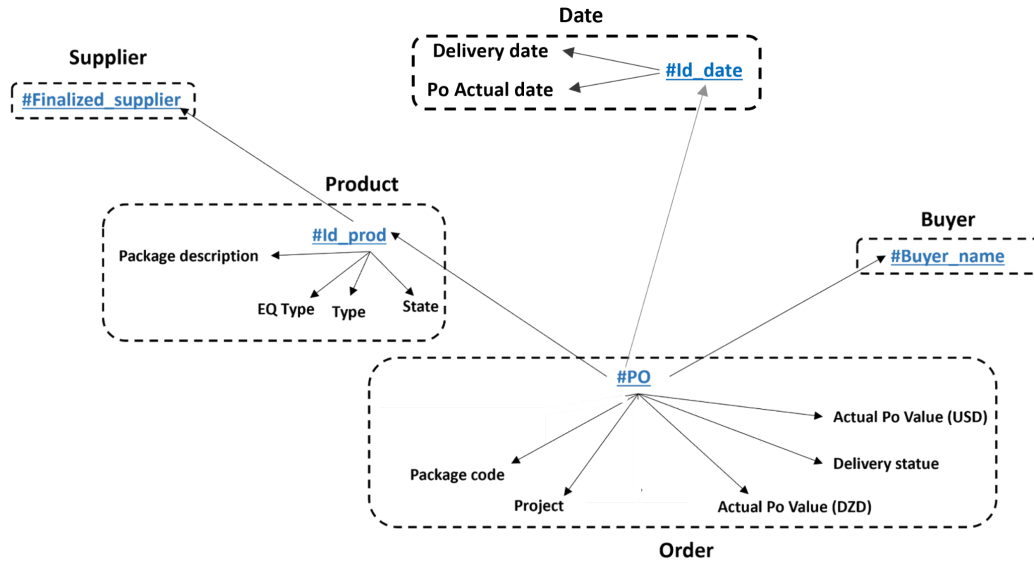 Date
Delivery date
#Id_date
Po Actual date
Supplier
#Finalized_supplier
Product
#Id_prod
Package description
EQ Type
Type
State
Buyer
#Buyer_name
#PO
Actual Po Value (USD)
Package code
Delivery statue
Project
Actual Po Value (DZD)
Order